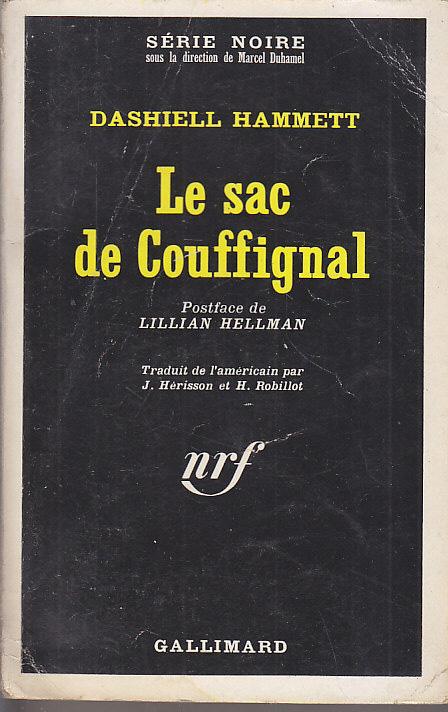 SÉRIE NOIRE
sous la direction de Marcel Duhamel
DASHIELL HAMMETT
Le sac
de Couffignal
Postface de
LILLIAN HELLMAN
Traduit de l'américain par
J. Hérisson et H. Robillot
nrf
GALLIMARD